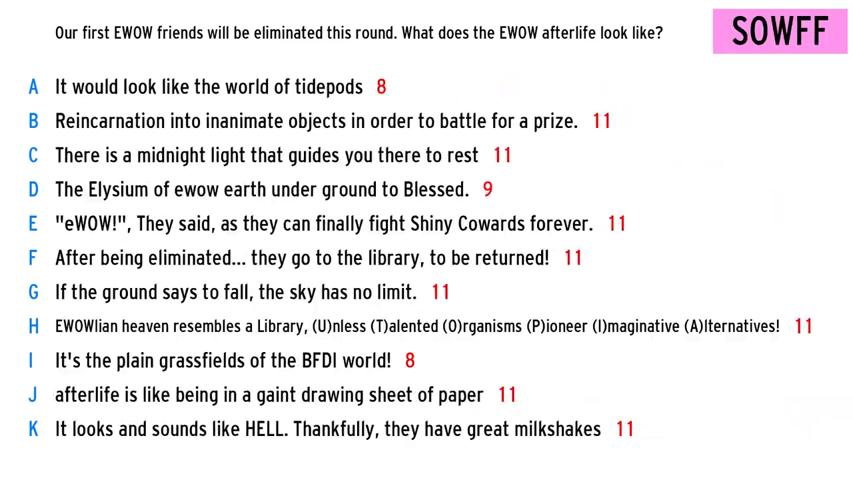 Our first EWOW friends will be eliminated this round. What does the EWOW afterlife look like?
SOWFF
A It would look like the world of tidepods 8
B Reincarnation into inanimate objects in order to battle for a prize. 11
C There is a midnight light that guides you there to rest 11
D The Elysium of ewow earth under ground to Blessed. 9
E "eWOW!", They said, as they can finally fight Shiny Cowards forever. 11
F After being eliminated... they go to the library, to be returned! 11
G If the ground says to fall, the sky has no limit. 11
H EWOWlian heaven resembles a Library, (U)nless (T)alented (O)rganisms (P)ioneer (I)maginative (A)lternatives! 11
I It's the plain grassfields of the BFDI world! 8
J afterlife is like being in a gaint drawing sheet of paper 11
K It looks and sounds like HELL. Thankfully, they have great milkshakes 11